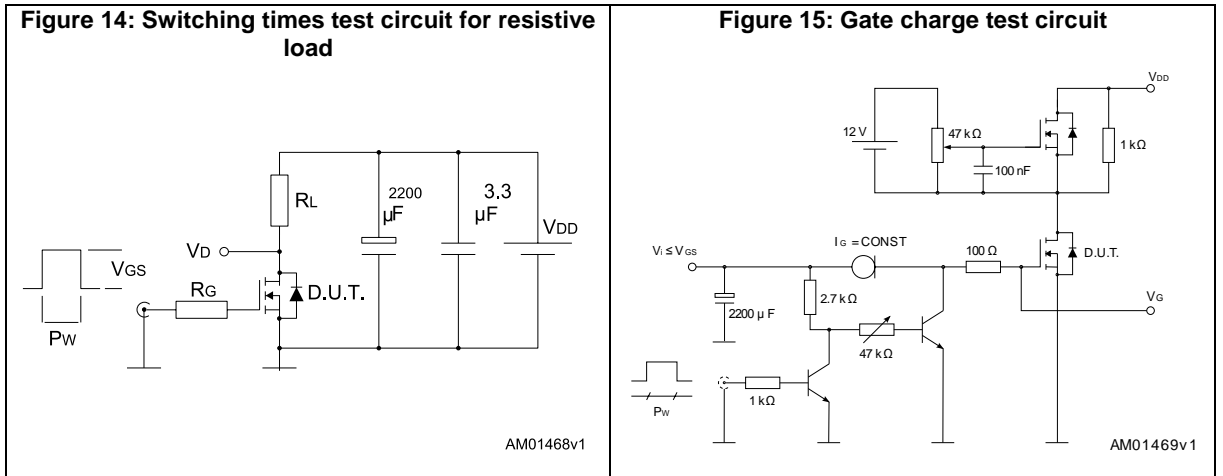 Figure 14: Switching times test circuit for resistive
load
2200
μF
3.3
μF
RL
VDD
VD
VGS
RG
D.U.T.
PW
AM01468v1
Figure 15: Gate charge test circuit
VDD
12 V
47 kΩ
1 kΩ
100 nF
Vi ≤ VGS
IG = CONST
100 Ω
D.U.T.
2.7 kΩ
VG
2200 μF
47 kΩ
1 kΩ
PW
AM01469v1